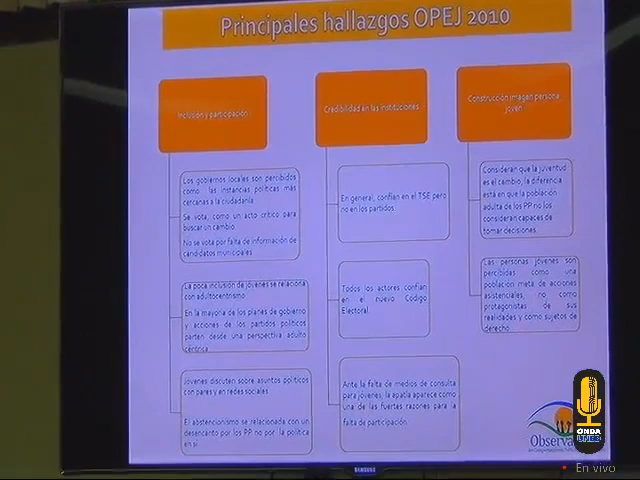 Principales hallazgos OPEJ 2010
Inclusión y participación
Los gobiernos locales son percibidos
como las instancias políticas más
cercanas a la ciudadanía
Se vota, como un acto crítico para
buscar un cambio.
No se vota por falta de información de
candidatos municipales
La poca inclusión de jóvenes se relaciona
con adultocentrismo
En la mayoría de los planes de gobierno
y acciones de los partidos políticos
parten desde una perspectiva adulto
céntrica
Jóvenes discuten sobre asuntos políticos
con pares y en redes sociales
El abstencionismo se relaciona con un
desencanto por los PP no por la política
en sí
Credibilidad en las Instituciones
En general, confían en el TSE pero
no en los partidos
Todos los actores confían
en el nuevo Código
Electoral.
Ante la falta de medios de consulta
para jóvenes, la apatía aparece como
una de las fuertes razones para la
falta de participación.
Construcción imagen persona
joven
Consideran que la juventud
es el cambio, la diferencia
está en que la población
adulta de los PP no los
consideran capaces de
tomar decisiones.
Las personas jóvenes son
percibidas como una
población meta de acciones
asistenciales, no como
protagonistas de sus
realidades y como sujetos de
derecho
Observa
SAMSUNG
ONDA
UNED
En vivo